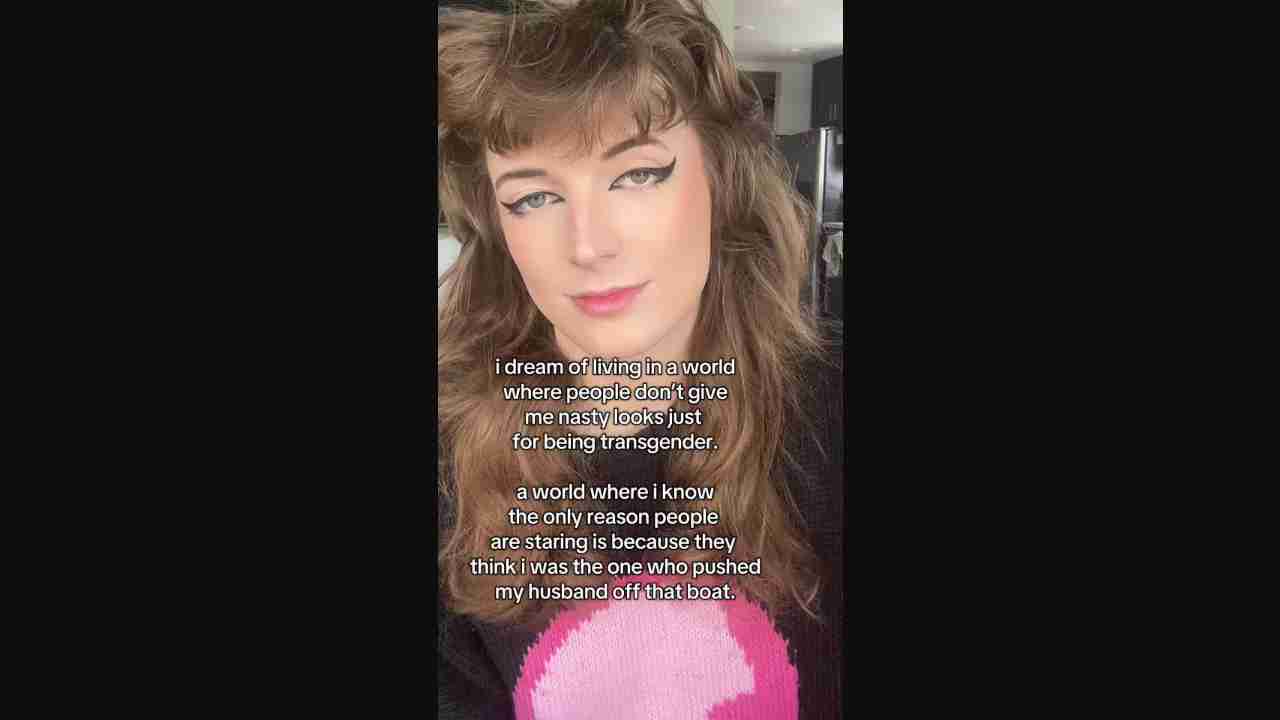 i dream of living in a world
where people don't give
me nasty looks just
for being transgender.
a world where i know
the only reason people
are staring is because they
think i was the one who pushed
my husband off that boat.